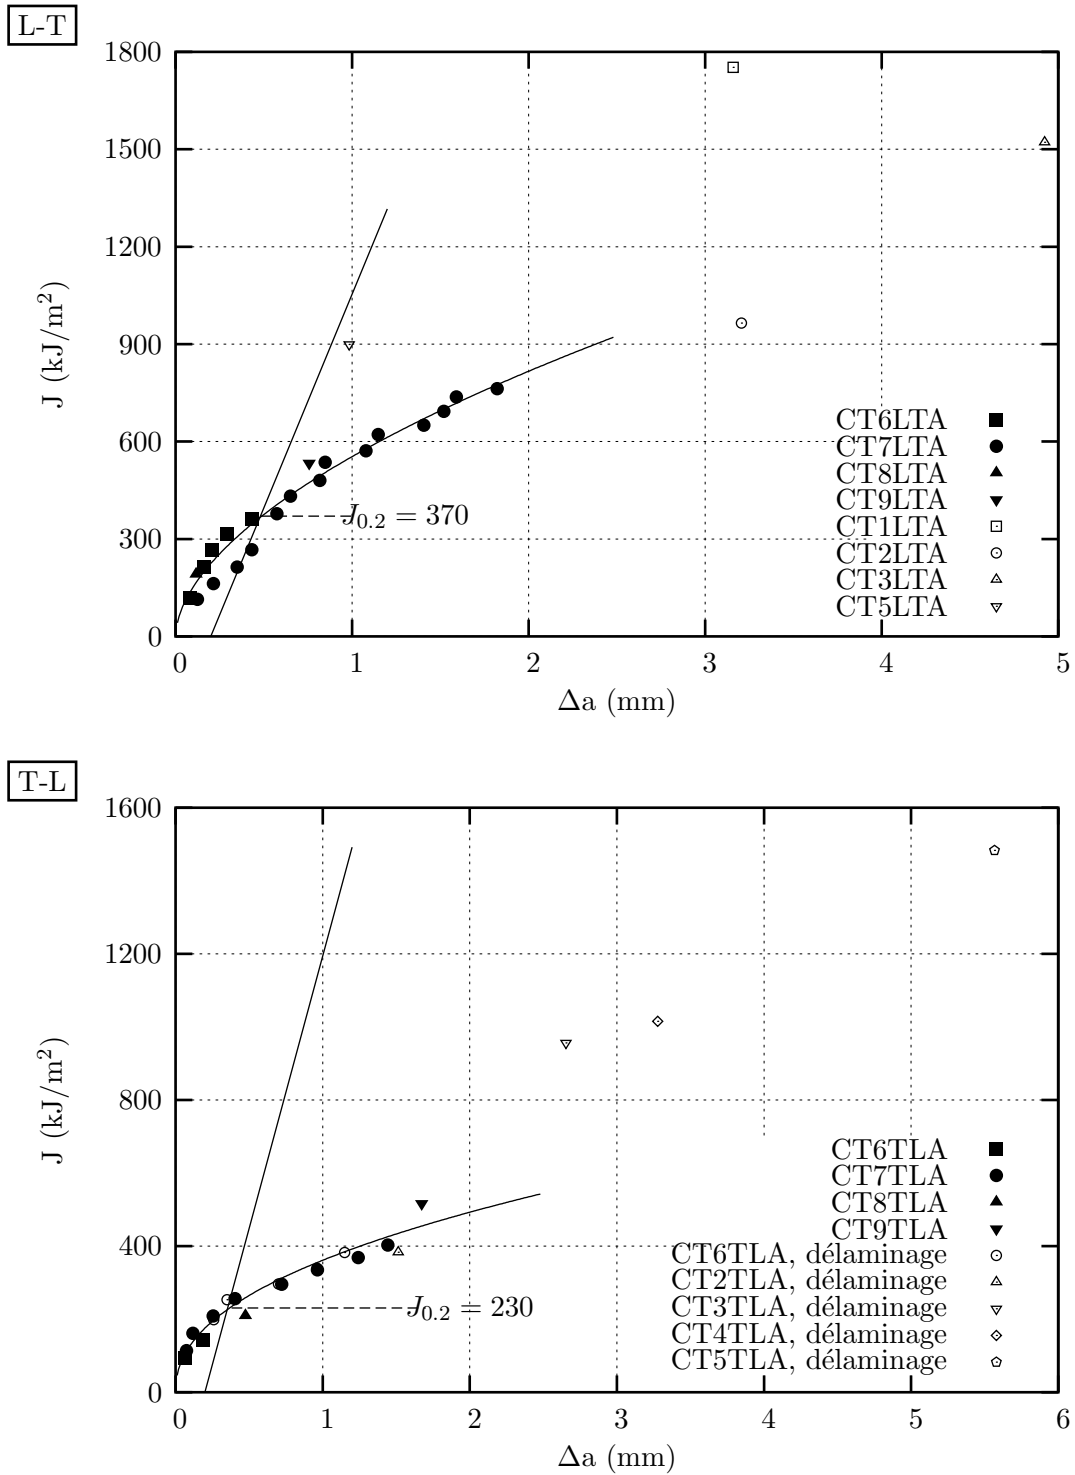 L-T
1800
1500
1200
900
600
300
0
0 1 2 3 4 5
J (kJ/m²)
Δa (mm)
J0.2 = 370
CT6LTA
CT7LTA
CT8LTA
CT9LTA
CT1LTA
CT2LTA
CT3LTA
CT5LTA
T-L
1600
1200
800
400
0
0 1 2 3 4 5 6
J (kJ/m²)
Δa (mm)
J0.2 = 230
CT6TLA
CT7TLA
CT8TLA
CT9TLA
CT6TLA, délaminage
CT2TLA, délaminage
CT3TLA, délaminage
CT4TLA, délaminage
CT5TLA, délaminage